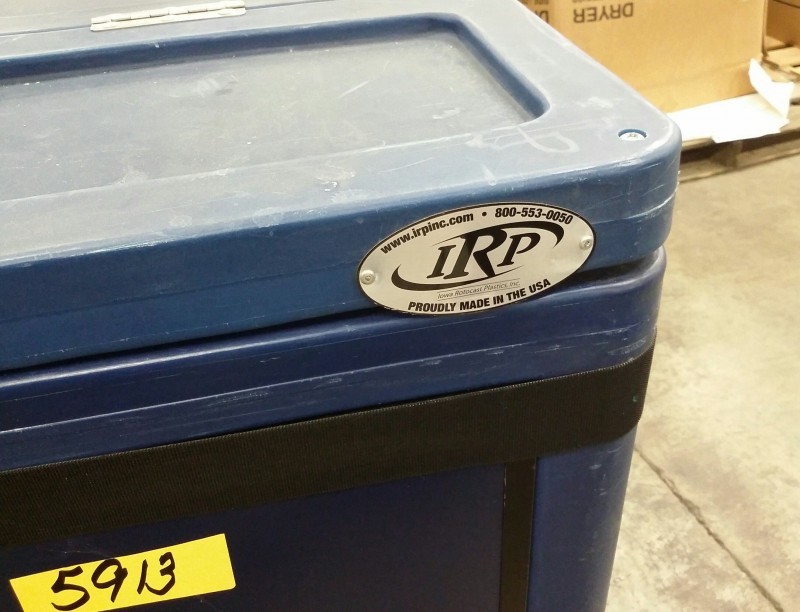 DRYER
www.irpinc.com • 800-553-0050
IRP
Iowa Rotocast Plastics, Inc.
PROUDLY MADE IN THE USA
5913